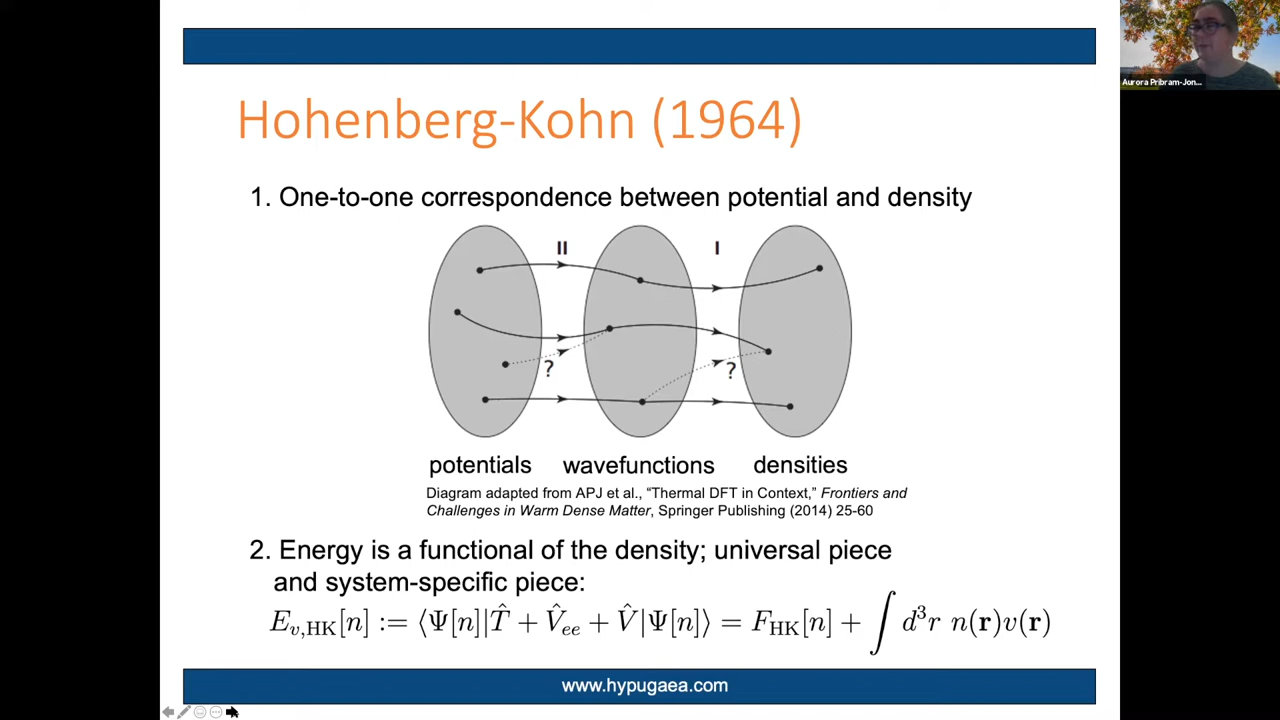 Aurora Pribram-Jon...
Hohenberg-Kohn (1964)
1. One-to-one correspondence between potential and density
II I
? ?
potentials wavefunctions densities
Diagram adapted from APJ et al., “Thermal DFT in Context,” Frontiers and
Challenges in Warm Dense Matter, Springer Publishing (2014) 25-60
2. Energy is a functional of the density; universal piece
and system-specific piece:
E_{v,HK}[n] := ⟨Ψ[n]|T̂ + V̂_{ee} + V̂|Ψ[n]⟩ = F_{HK}[n] + ∫ d³r n(𝐫)v(𝐫)
www.hypugaea.com